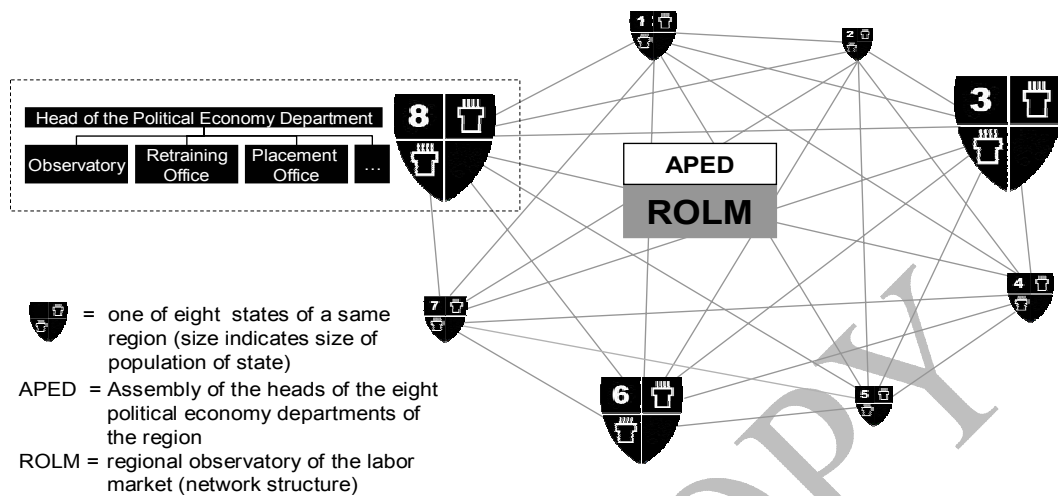 1
2
3
8
Head of the Political Economy Department
Observatory
Retraining
Office
Placement
Office
...
APED
ROLM
4
7
6
5
= one of eight states of a same
region (size indicates size of
population of state)
APED = Assembly of the heads of the eight
political economy departments of
the region
ROLM = regional observatory of the labor
market (network structure)
OPY